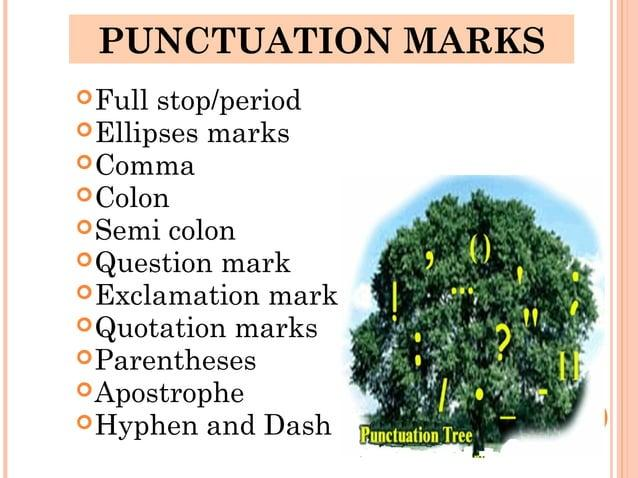 PUNCTUATION MARKS
Full stop/period
Ellipses marks
Comma
Colon
Semi colon
Question mark
Exclamation mark
Quotation marks
Parentheses
Apostrophe
Hyphen and Dash
, ()
! ... ' ;
: ? " []
/ . _ -
Punctuation Tree